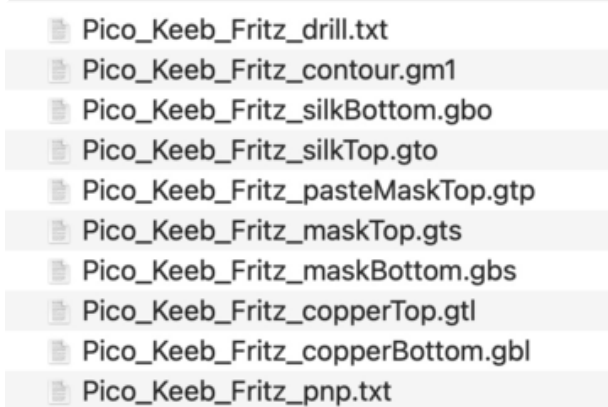 Pico_Keeb_Fritz_drill.txt
Pico_Keeb_Fritz_contour.gm1
Pico_Keeb_Fritz_silkBottom.gbo
Pico_Keeb_Fritz_silkTop.gto
Pico_Keeb_Fritz_pasteMaskTop.gtp
Pico_Keeb_Fritz_maskTop.gts
Pico_Keeb_Fritz_maskBottom.gbs
Pico_Keeb_Fritz_copperTop.gtl
Pico_Keeb_Fritz_copperBottom.gbl
Pico_Keeb_Fritz_pnp.txt